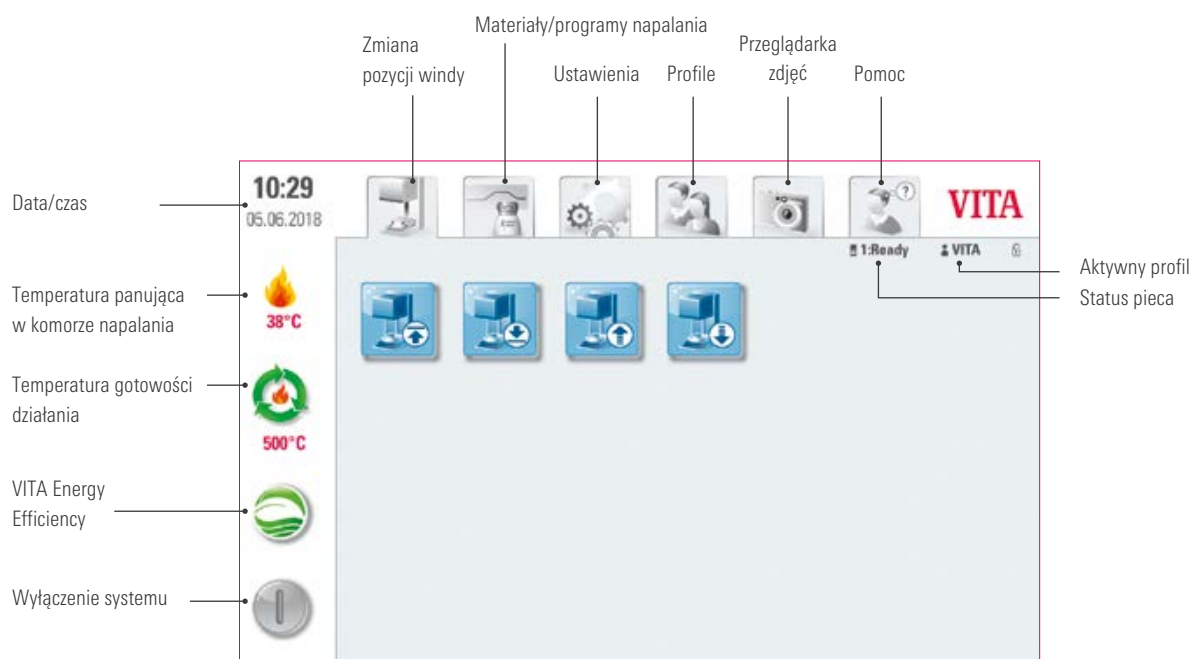 Materiały/programy napalania
Zmiana
pozycji windy
Ustawienia
Profile
Przeglądarka
zdjęć
Pomoc
Data/czas
10:29
05.06.2018
?
VITA
1:Ready
VITA
Aktywny profil
Status pieca
Temperatura panująca
w komorze napalania
38°C
Temperatura gotowości
działania
500°C
VITA Energy
Efficiency
Wyłączenie systemu